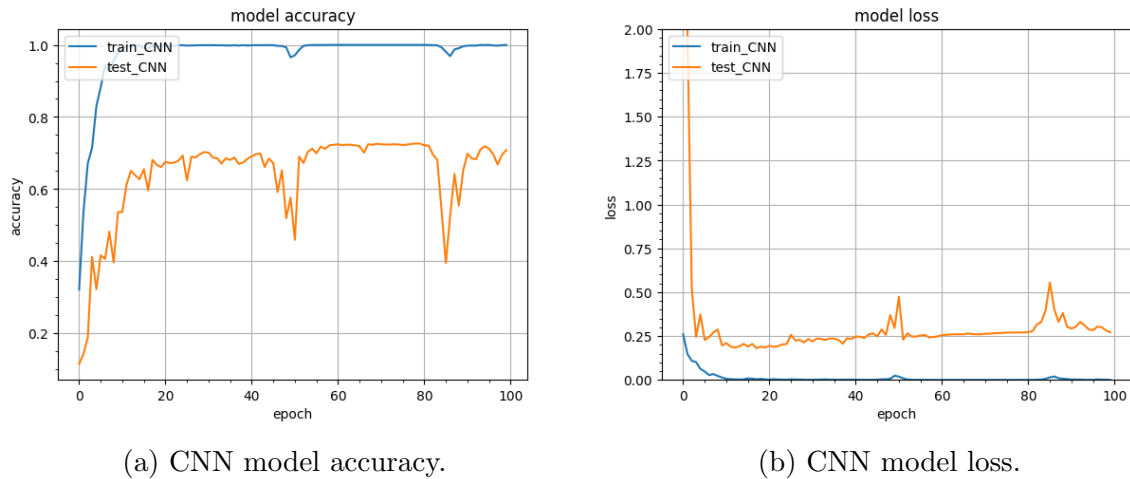 model accuracy
1.0
0.8
0.6
0.4
0.2
accuracy
train_CNN
test_CNN
0
20
40
60
80
100
epoch
(a) CNN model accuracy.
model loss
2.00
1.75
1.50
1.25
1.00
0.75
0.50
0.25
0.00
loss
train_CNN
test_CNN
0
20
40
60
80
100
epoch
(b) CNN model loss.